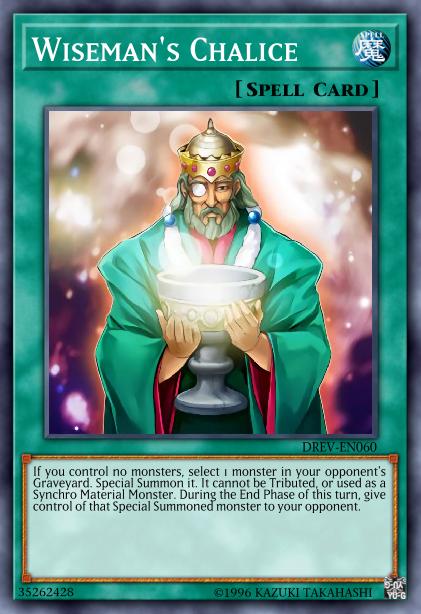 Wiseman's Chalice
SPELL
魔
[ Spell Card ]
DREV-EN060
If you control no monsters, select 1 monster in your opponent's
Graveyard. Special Summon it. It cannot be Tributed, or used as a
Synchro Material Monster. During the End Phase of this turn, give
control of that Special Summoned monster to your opponent.
35262428
©1996 KAZUKI TAKAHASHI